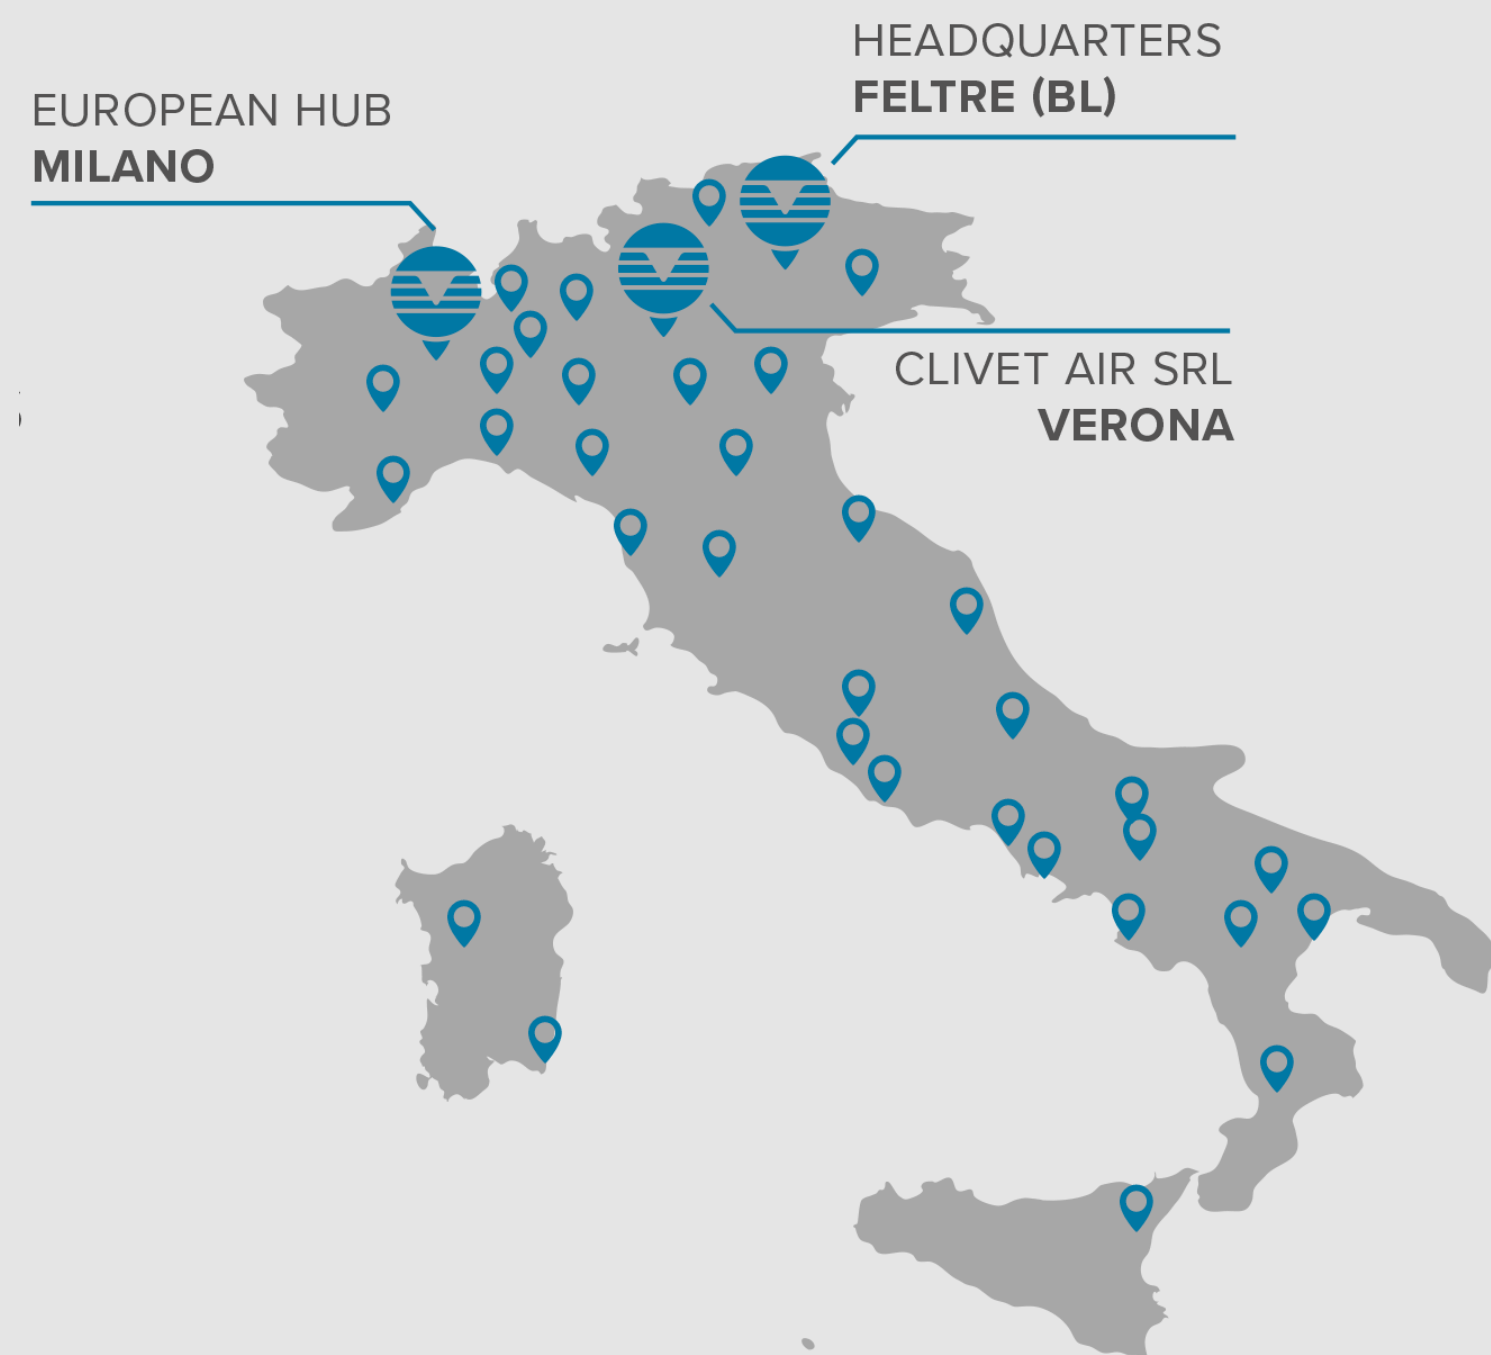 HEADQUARTERS
FELTRE (BL)
EUROPEAN HUB
MILANO
CLIVET AIR SRL
VERONA